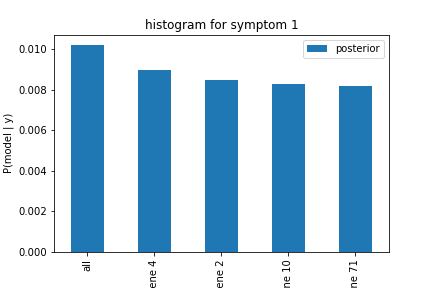 histogram for symptom 1
posterior
P(model | y)
0.010
0.008
0.006
0.004
0.002
0.000
all
ene 4
ene 2
ne 10
ne 71